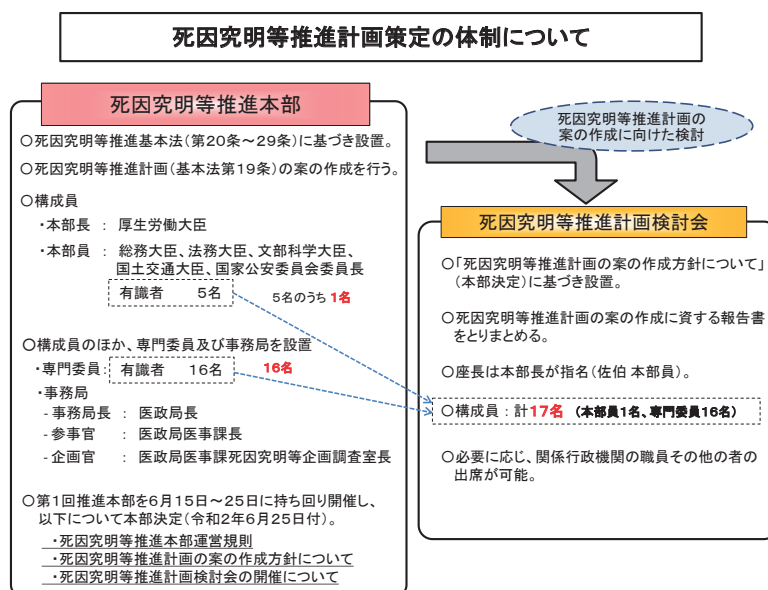 死因究明等推進計画策定の体制について
死因究明等推進本部
○死因究明等推進基本法(第20条～29条)に基づき設置。
○死因究明等推進計画(基本法第19条)の案の作成を行う。
○構成員
・本部長 ： 厚生労働大臣
・本部員 ： 総務大臣、法務大臣、文部科学大臣、
国土交通大臣、国家公安委員会委員長
有識者 5名
5名のうち 1名
○構成員のほか、専門委員及び事務局を設置
・専門委員： 有識者 16名
16名
・事務局
- 事務局長 ： 医政局長
- 参事官 ： 医政局医事課長
- 企画官 ： 医政局医事課死因究明等企画調査室長
○第1回推進本部を6月15日～25日に持ち回り開催し、
以下について本部決定(令和2年6月25日付)。
・死因究明等推進本部運営規則
・死因究明等推進計画の案の作成方針について
・死因究明等推進計画検討会の開催について
死因究明等推進計画の
案の作成に向けた検討
死因究明等推進計画検討会
○「死因究明等推進計画の案の作成方針について」
(本部決定)に基づき設置。
○死因究明等推進計画の案の作成に資する報告書
をとりまとめる。
○座長は本部長が指名(佐伯 本部員)。
○構成員 ： 計17名 (本部員1名、専門委員16名)
○必要に応じ、関係行政機関の職員その他の者の
出席が可能。